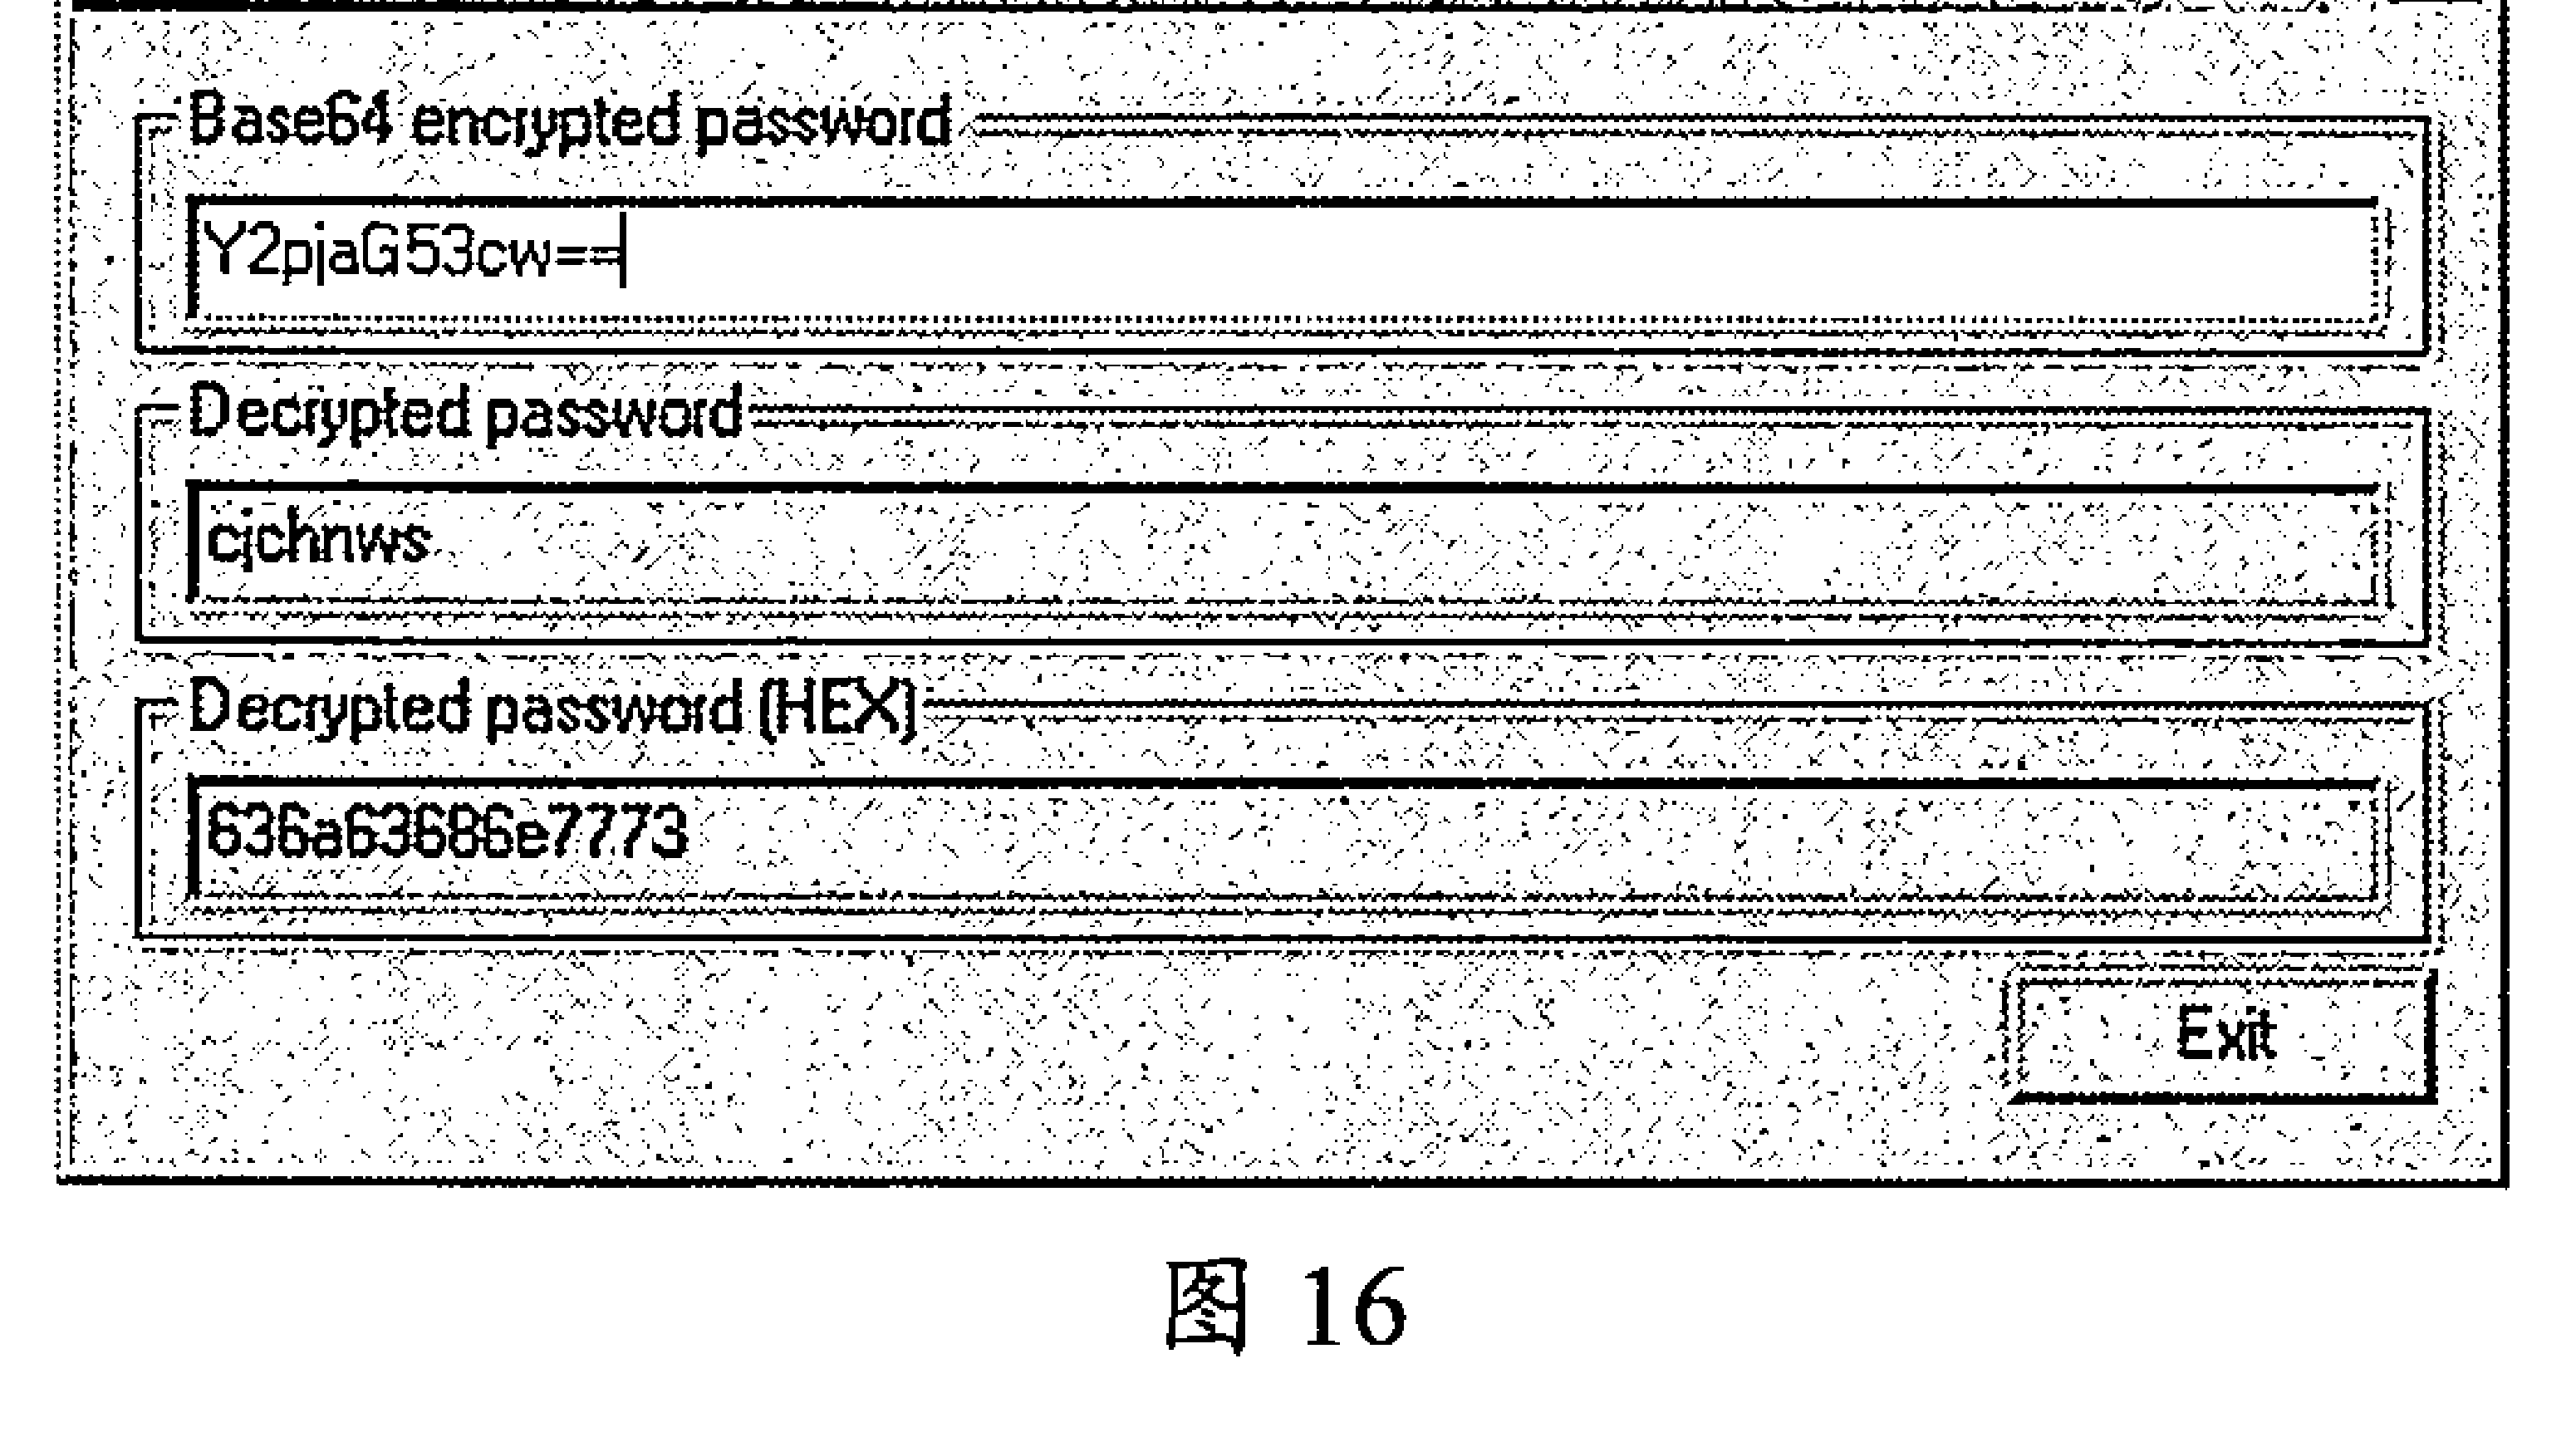 Base64 encrypted password
Y2pjaG53cw==
Decrypted password
cjchnws
Decrypted password (HEX)
636a63686e7773
Exit
图 16